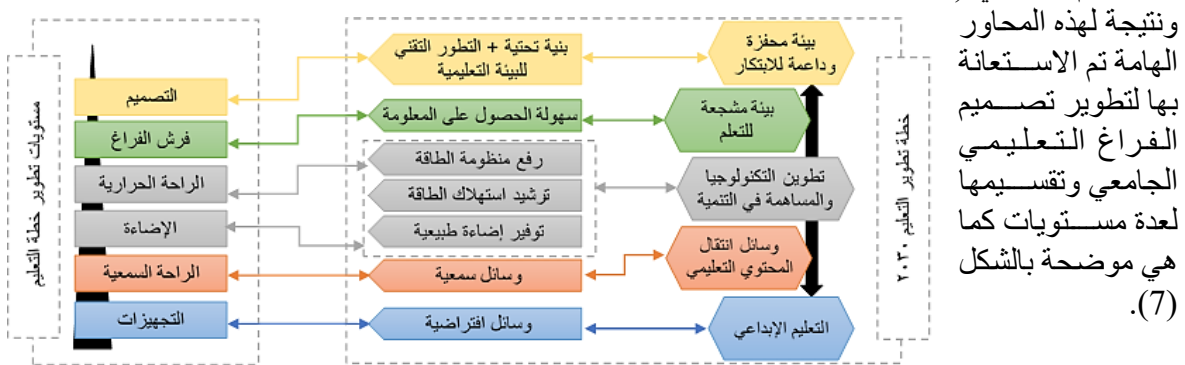 ونتيجة لهذه المحاور
الهامة تم الاستعانة
بها لتطوير تصميم
الفراغ التعليمي
الجامعي وتقسيمها
لعدة مستويات كما
هي موضحة بالشكل
(7).
خطة تطوير التعليم ٢٠٣٠
بيئة محفزة
وداعمة للابتكار
بيئة مشجعة
للتعلم
تطوين التكنولوجيا
والمساهمة في التنمية
وسائل انتقال
المحتوي التعليمي
التعليم الإبداعي
بنية تحتية + التطور التقني
للبيئة التعليمية
سهولة الحصول على المعلومة
رفع منظومة الطاقة
ترشيد استهلاك الطاقة
توفير إضاءة طبيعية
وسائل سمعية
وسائل افتراضية
التصميم
فرش الفراغ
الراحة الحرارية
الإضاءة
الراحة السمعية
التجهيزات
مستويات تطوير خطة التعليم